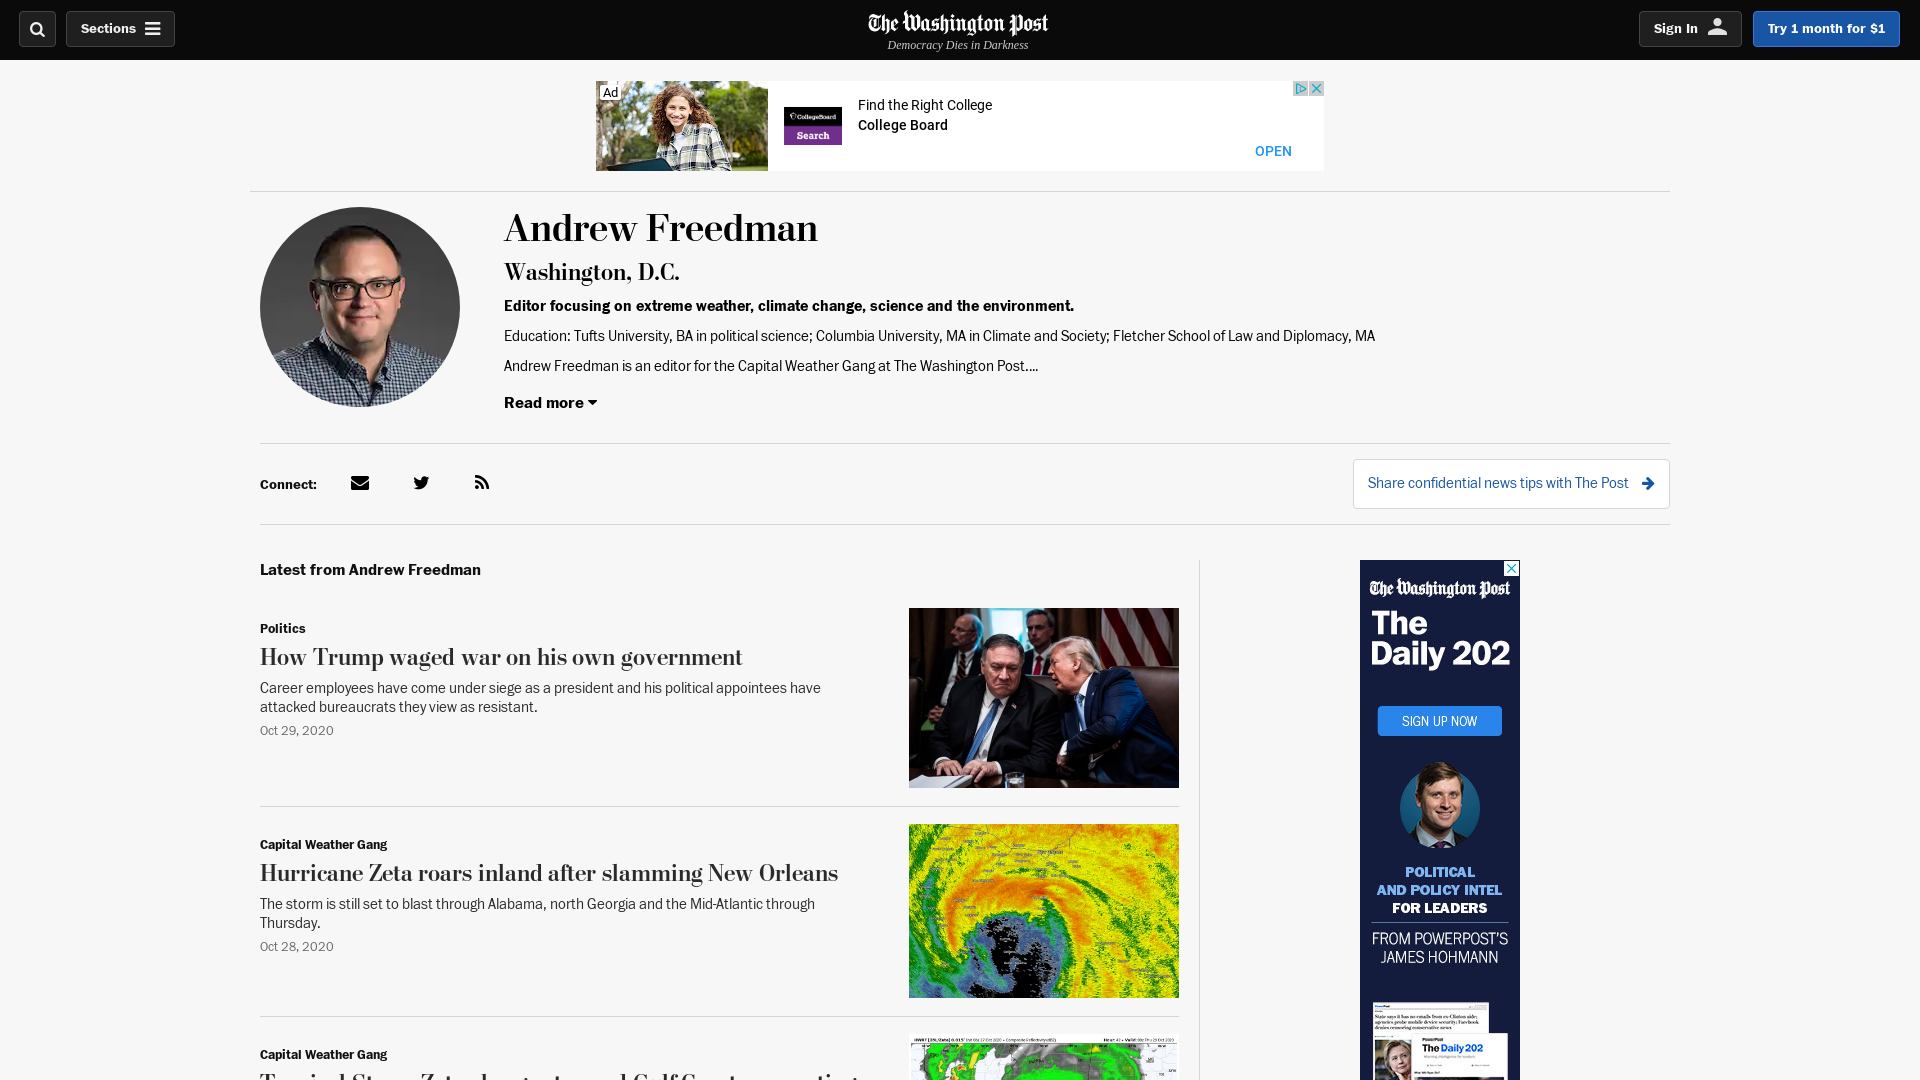 Sections
The Washington Post
Democracy Dies in Darkness
Sign In
Try 1 month for $1
Ad
CollegeBoard
Search
Find the Right College
College Board
OPEN
Andrew Freedman
Washington, D.C.
Editor focusing on extreme weather, climate change, science and the environment.
Education: Tufts University, BA in political science; Columbia University, MA in Climate and Society; Fletcher School of Law and Diplomacy, MA
Andrew Freedman is an editor for the Capital Weather Gang at The Washington Post....
Read more
Connect:
Share confidential news tips with The Post
Latest from Andrew Freedman
Politics
How Trump waged war on his own government
Career employees have come under siege as a president and his political appointees have
attacked bureaucrats they view as resistant.
Oct 29, 2020
Capital Weather Gang
Hurricane Zeta roars inland after slamming New Orleans
The storm is still set to blast through Alabama, north Georgia and the Mid-Atlantic through
Thursday.
Oct 28, 2020
Capital Weather Gang
The Washington Post
The
Daily 202
SIGN UP NOW
POLITICAL
AND POLICY INTEL
FOR LEADERS
FROM POWERPOST'S
JAMES HOHMANN
PowerPost
The Daily 202